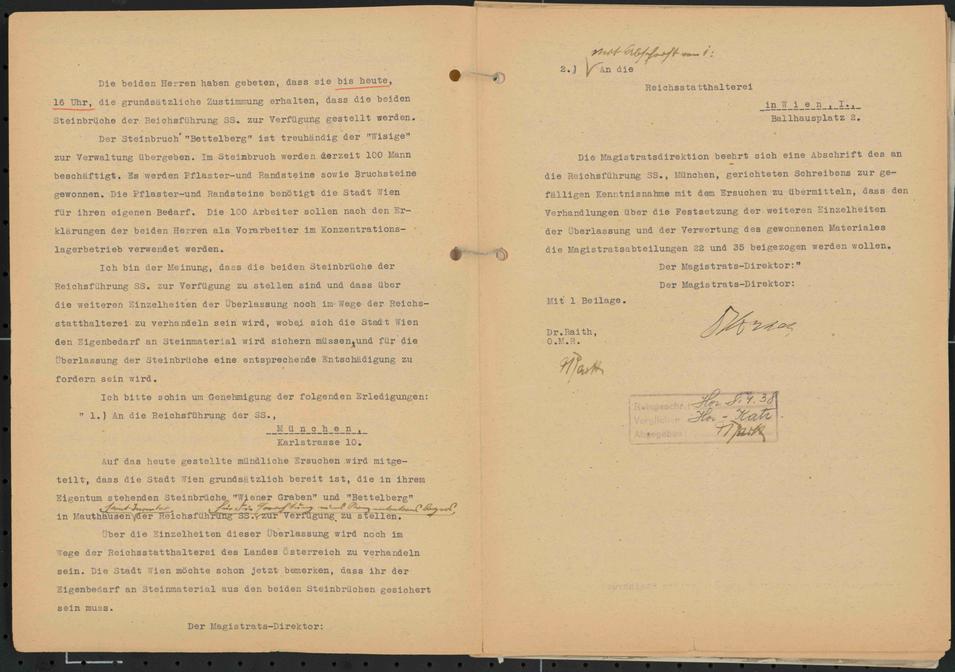 Die beiden Herren haben gebeten, dass sie bis heute,
16 Uhr, die grundsätzliche Zustimmung erhalten, dass die beiden
Steinbrüche der Reichsführung SS. zur Verfügung gestellt werden.
Der Steinbruch "Bettelberg" ist treuhändig der "Wisige"
zur Verwaltung übergeben. Im Steinbruch werden derzeit 100 Mann
beschäftigt. Es werden Pflaster-und Randsteine sowie Bruchsteine
gewonnen. Die Pflaster-und Randsteine benötigt die Stadt Wien
für ihren eigenen Bedarf. Die 100 Arbeiter sollen nach den Er-
klärungen der beiden Herren als Vorarbeiter im Konzentrations-
lagerbetrieb verwendet werden.
Ich bin der Meinung, dass die beiden Steinbrüche der
Reichsführung SS. zur Verfügung zu stellen sind und dass über
die weiteren Einzelheiten der Überlassung noch im Wege der Reichs-
statthalterei zu verhandeln sein wird, wobei sich die Stadt Wien
den Eigenbedarf an Steinmaterial wird sichern müssen und für die
Überlassung der Steinbrüche eine entsprechende Entschädigung zu
fordern sein wird.
Ich bitte sohin um Genehmigung der folgenden Erledigungen:
" 1.) An die Reichsführung der SS.,
München,
Karlstrasse 10.
Auf das heute gestellte mündliche Ersuchen wird mitge-
teilt, dass die Stadt Wien grundsätzlich bereit ist, die in ihrem
Eigentum stehenden Steinbrüche "Wiener Graben" und "Bettelberg"
für die
in Mauthausen der Reichsführung SS. zur Verfügung zu stellen.
Über die Einzelheiten dieser Überlassung wird noch im
Wege der Reichsstatthalterei des Landes Österreich zu verhandeln
sein. Die Stadt Wien möchte schon jetzt bemerken, dass ihr der
Eigenbedarf an Steinmaterial aus den beiden Steinbrüchen gesichert
sein muss.
Der Magistrats-Direktor:
mit Abschrift von 1:
2.) An die
Reichsstatthalterei
in Wien, I.,
Ballhausplatz 2.
Die Magistratsdirektion beehrt sich eine Abschrift des an
die Reichsführung SS., München, gerichteten Schreibens zur ge-
fälligen Kenntnisnahme mit dem Ersuchen zu übermitteln, dass den
Verhandlungen über die Festsetzung der weiteren Einzelheiten
der Überlassung und der Verwertung des gewonnenen Materiales
die Magistratsabteilungen 22 und 35 beigezogen werden wollen.
Der Magistrats-Direktor:"
Der Magistrats-Direktor:
Mit 1 Beilage.
Dr.Raith,
O.M.R.
Reingeschr. 8.4.38
Verglichen
Abgegeben